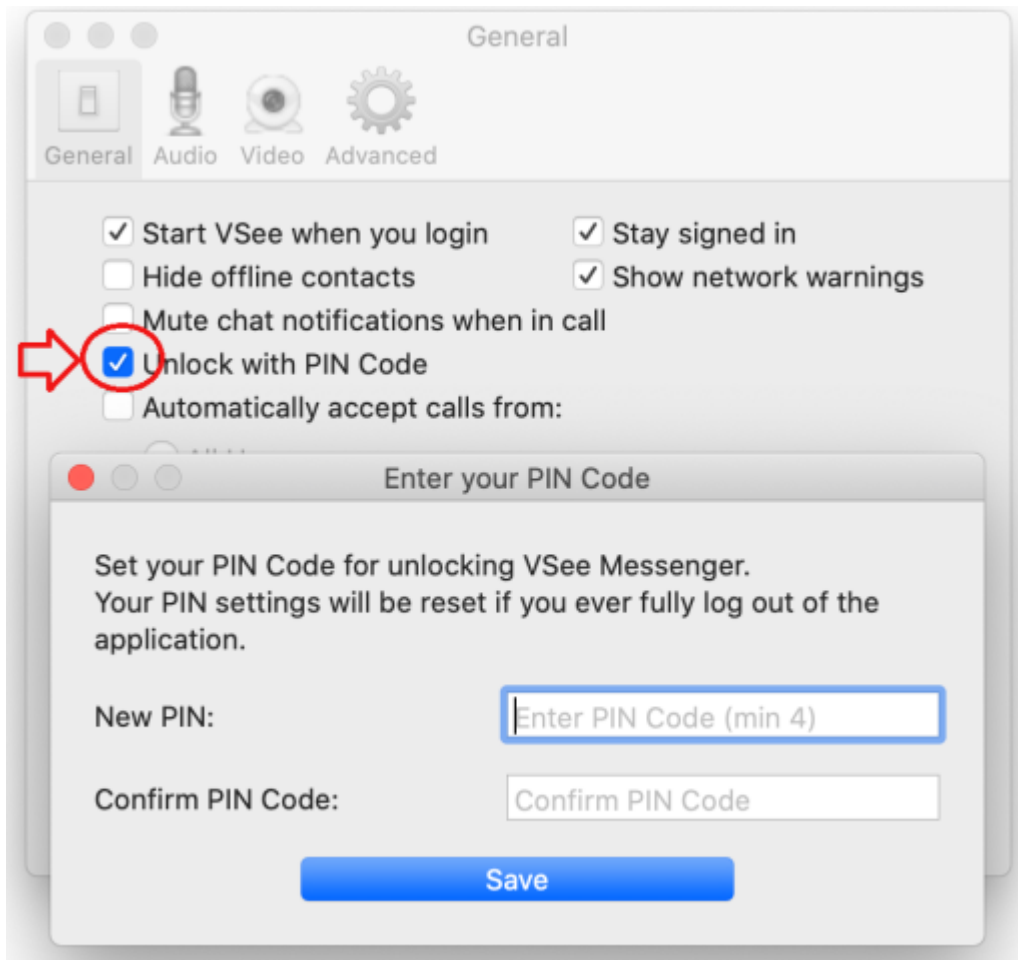 General
General Audio Video Advanced
Start VSee when you login Stay signed in
Hide offline contacts Show network warnings
Mute chat notifications when in call
Unlock with PIN Code
Automatically accept calls from:
Enter your PIN Code
Set your PIN Code for unlocking VSee Messenger.
Your PIN settings will be reset if you ever fully log out of the
application.
New PIN: Enter PIN Code (min 4)
Confirm PIN Code: Confirm PIN Code
Save